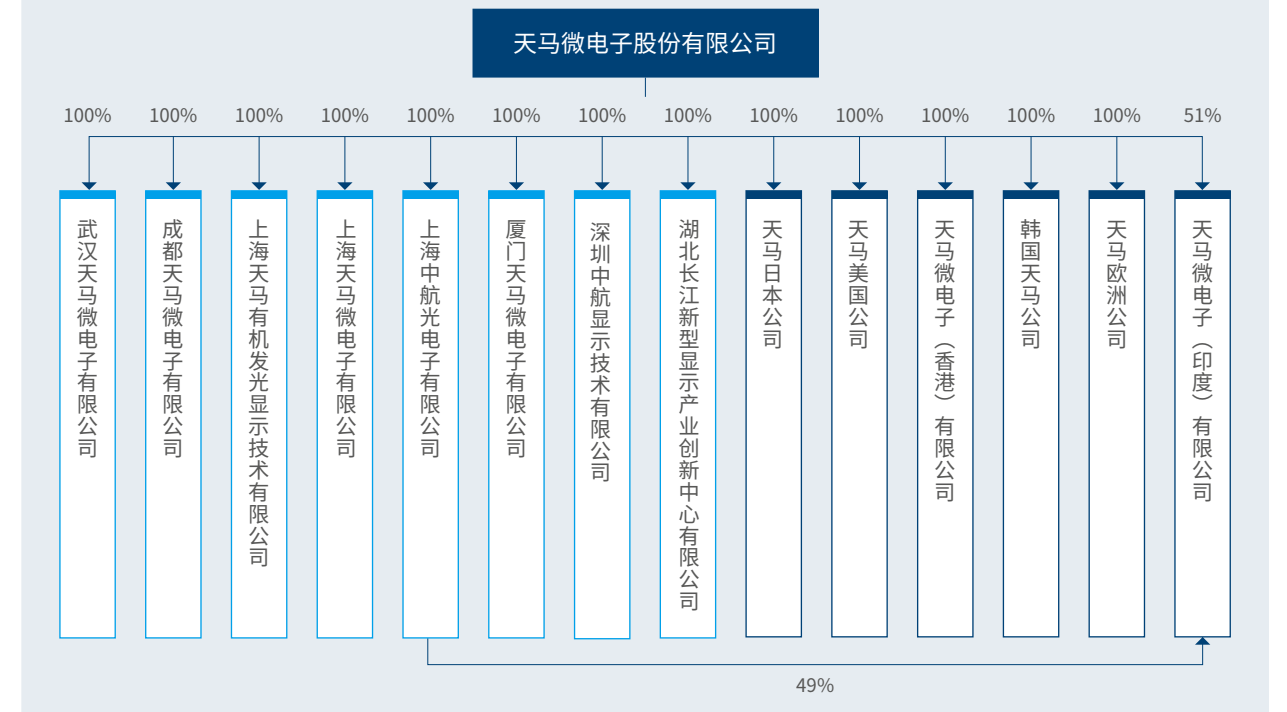 天马微电子股份有限公司
100% 100% 100% 100% 100% 100% 100% 100% 100% 100% 100% 100% 100% 51%
武汉天马微电子有限公司
成都天马微电子有限公司
上海天马有机发光显示技术有限公司
上海天马微电子有限公司
上海中航光电子有限公司
厦门天马微电子有限公司
深圳中航显示技术有限公司
湖北长江新型显示产业创新中心有限公司
天马日本公司
天马美国公司
天马微电子（香港）有限公司
韩国天马公司
天马欧洲公司
天马微电子（印度）有限公司
49%